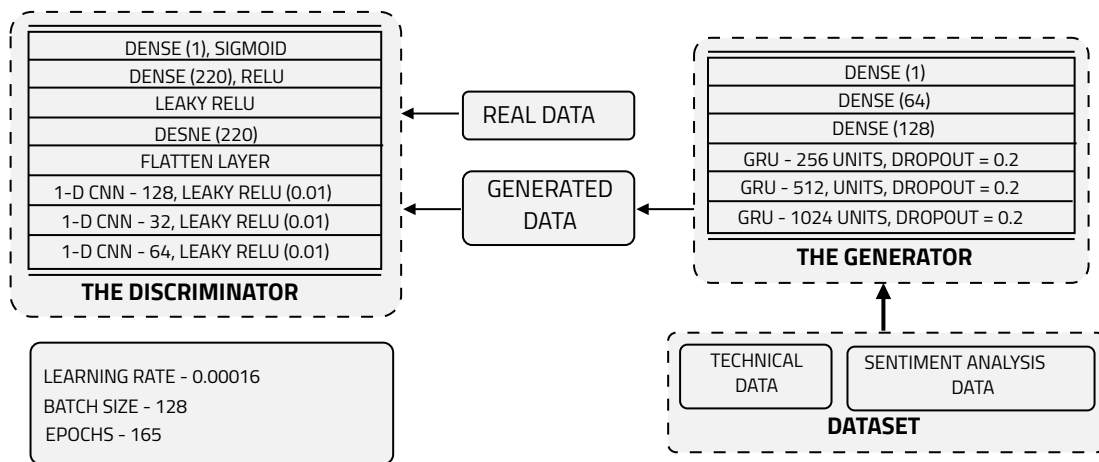 DENSE (1), SIGMOID
DENSE (220), RELU
LEAKY RELU
DESNE (220)
FLATTEN LAYER
1-D CNN - 128, LEAKY RELU (0.01)
1-D CNN - 32, LEAKY RELU (0.01)
1-D CNN - 64, LEAKY RELU (0.01)
THE DISCRIMINATOR
REAL DATA
GENERATED
DATA
DENSE (1)
DENSE (64)
DENSE (128)
GRU - 256 UNITS, DROPOUT = 0.2
GRU - 512, UNITS, DROPOUT = 0.2
GRU - 1024 UNITS, DROPOUT = 0.2
THE GENERATOR
LEARNING RATE - 0.00016
BATCH SIZE - 128
EPOCHS - 165
TECHNICAL
DATA
SENTIMENT ANALYSIS
DATA
DATASET